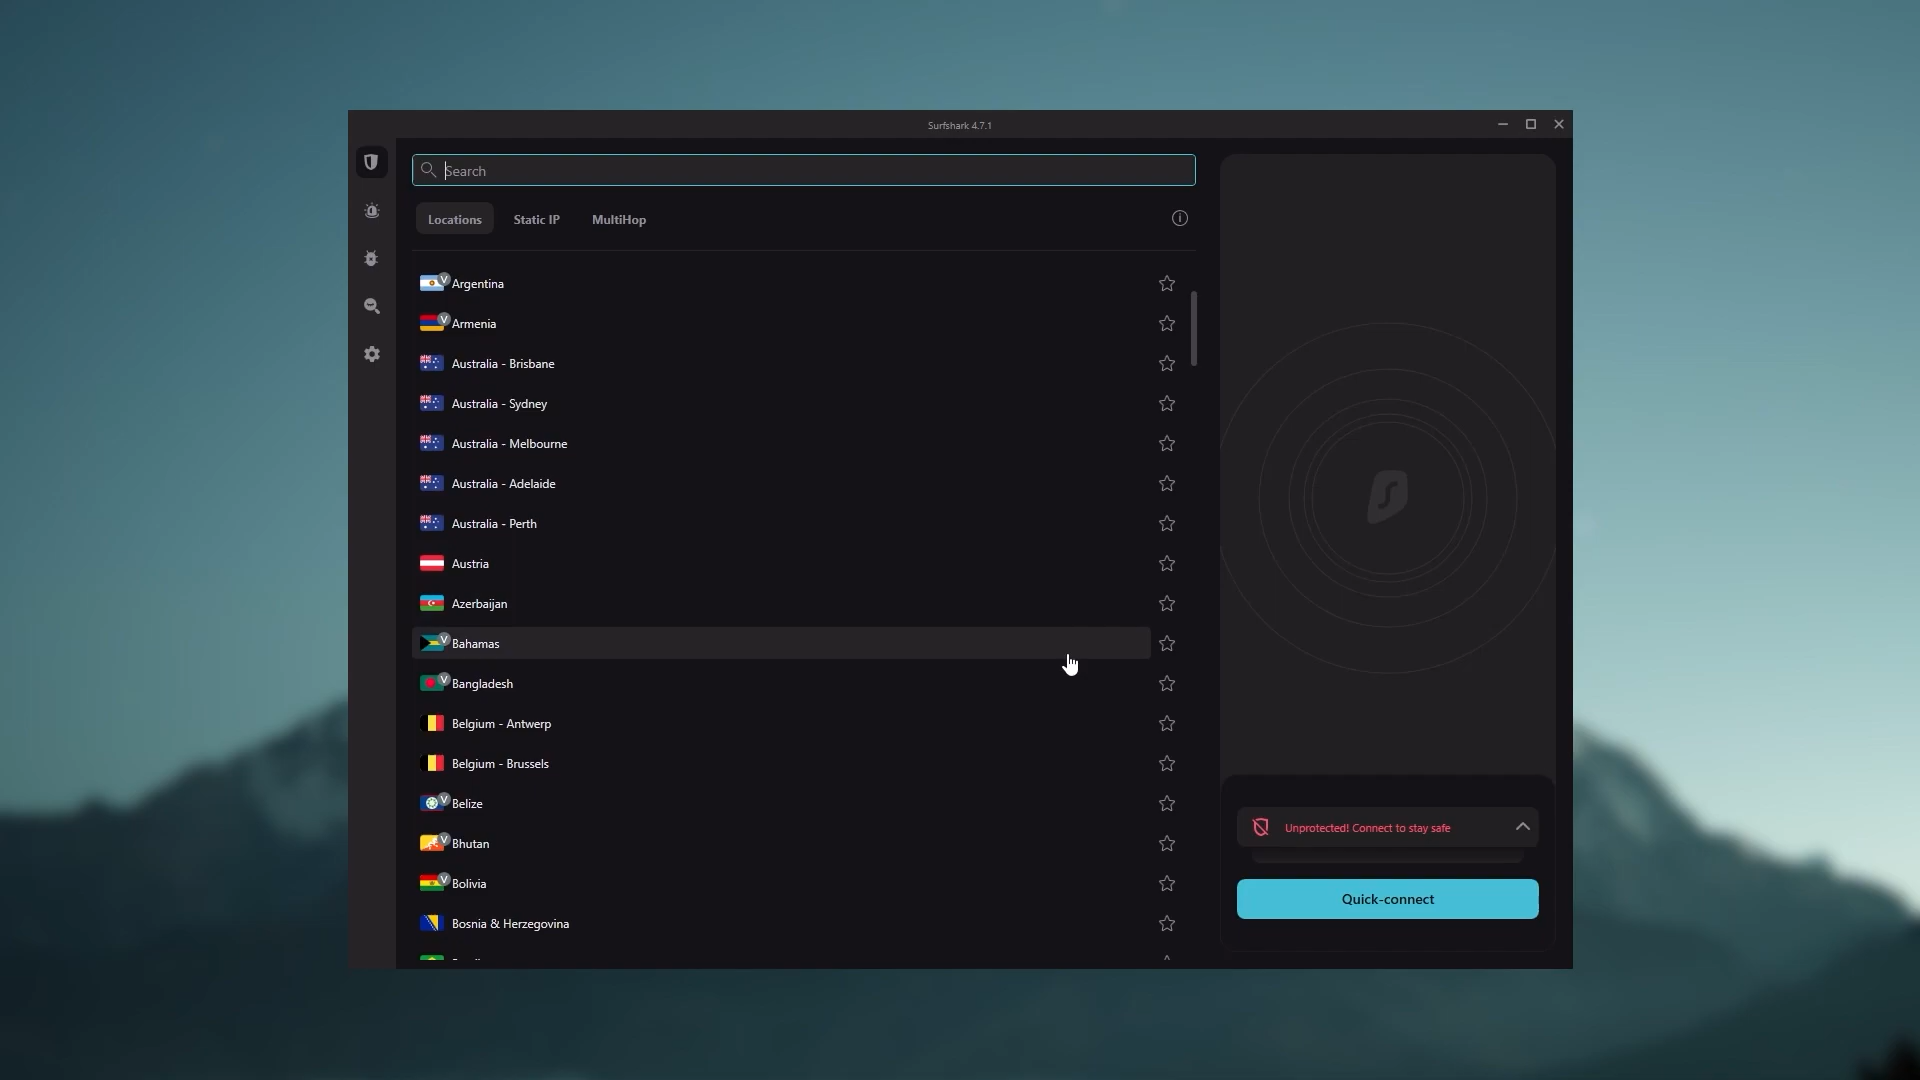 Surfshark 4.7.1
Search
Locations Static IP MultiHop
V Argentina
V Armenia
Australia - Brisbane
Australia - Sydney
Australia - Melbourne
Australia - Adelaide
Australia - Perth
Austria
Azerbaijan
V Bahamas
V Bangladesh
Belgium - Antwerp
Belgium - Brussels
V Belize
V Bhutan
V Bolivia
Bosnia & Herzegovina
Unprotected! Connect to stay safe
Quick-connect